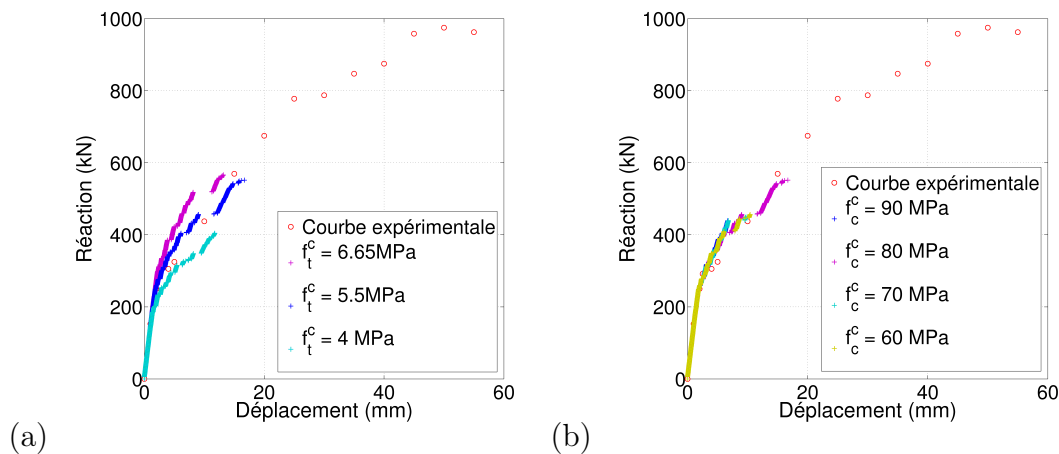 1000
800
600
400
200
0
Réaction (kN)
0 20 40 60
Déplacement (mm)
Courbe expérimentale
f_t^c = 6.65MPa
f_t^c = 5.5MPa
f_t^c = 4 MPa
(a)
1000
800
600
400
200
0
Réaction (kN)
0 20 40 60
Déplacement (mm)
Courbe expérimentale
f_c^c = 90 MPa
f_c^c = 80 MPa
f_c^c = 70 MPa
f_c^c = 60 MPa
(b)